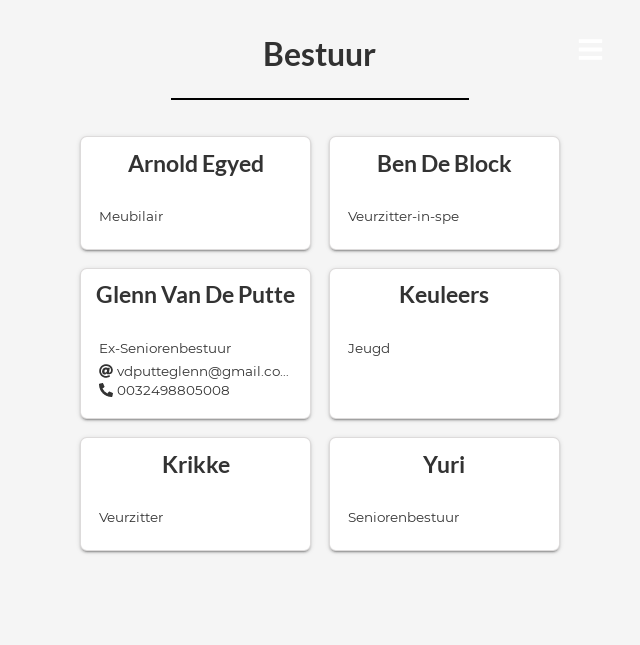 Bestuur
Arnold Egyed
Meubilair
Ben De Block
Veurzitter-in-spe
Glenn Van De Putte
Ex-Seniorenbestuur
vdputteglenn@gmail.co...
0032498805008
Keuleers
Jeugd
Krikke
Veurzitter
Yuri
Seniorenbestuur